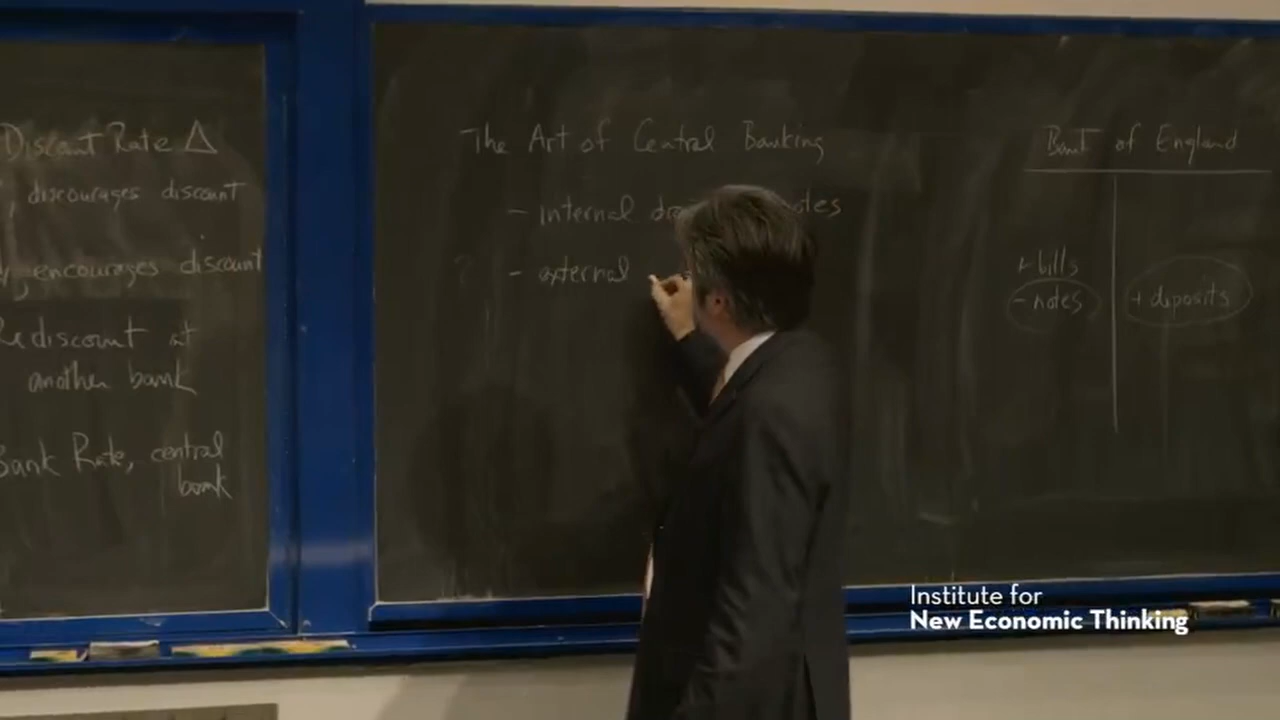 Discount Rate Δ
discourages discount
encourages discount
Rediscount at
another bank
Bank Rate, central
bank
The Art of Central Banking
- internal
- external
Bank of England
+ bills
- notes
+ deposits
Institute for
New Economic Thinking